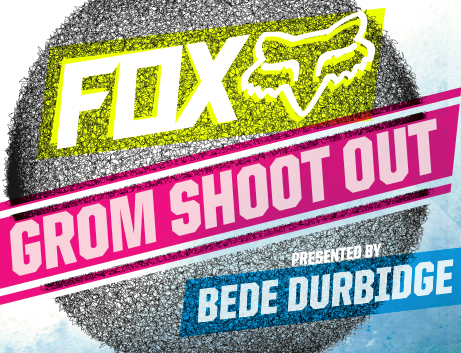 FOX
GROM SHOOT OUT
PRESENTED BY
BEDE DURBIDGE